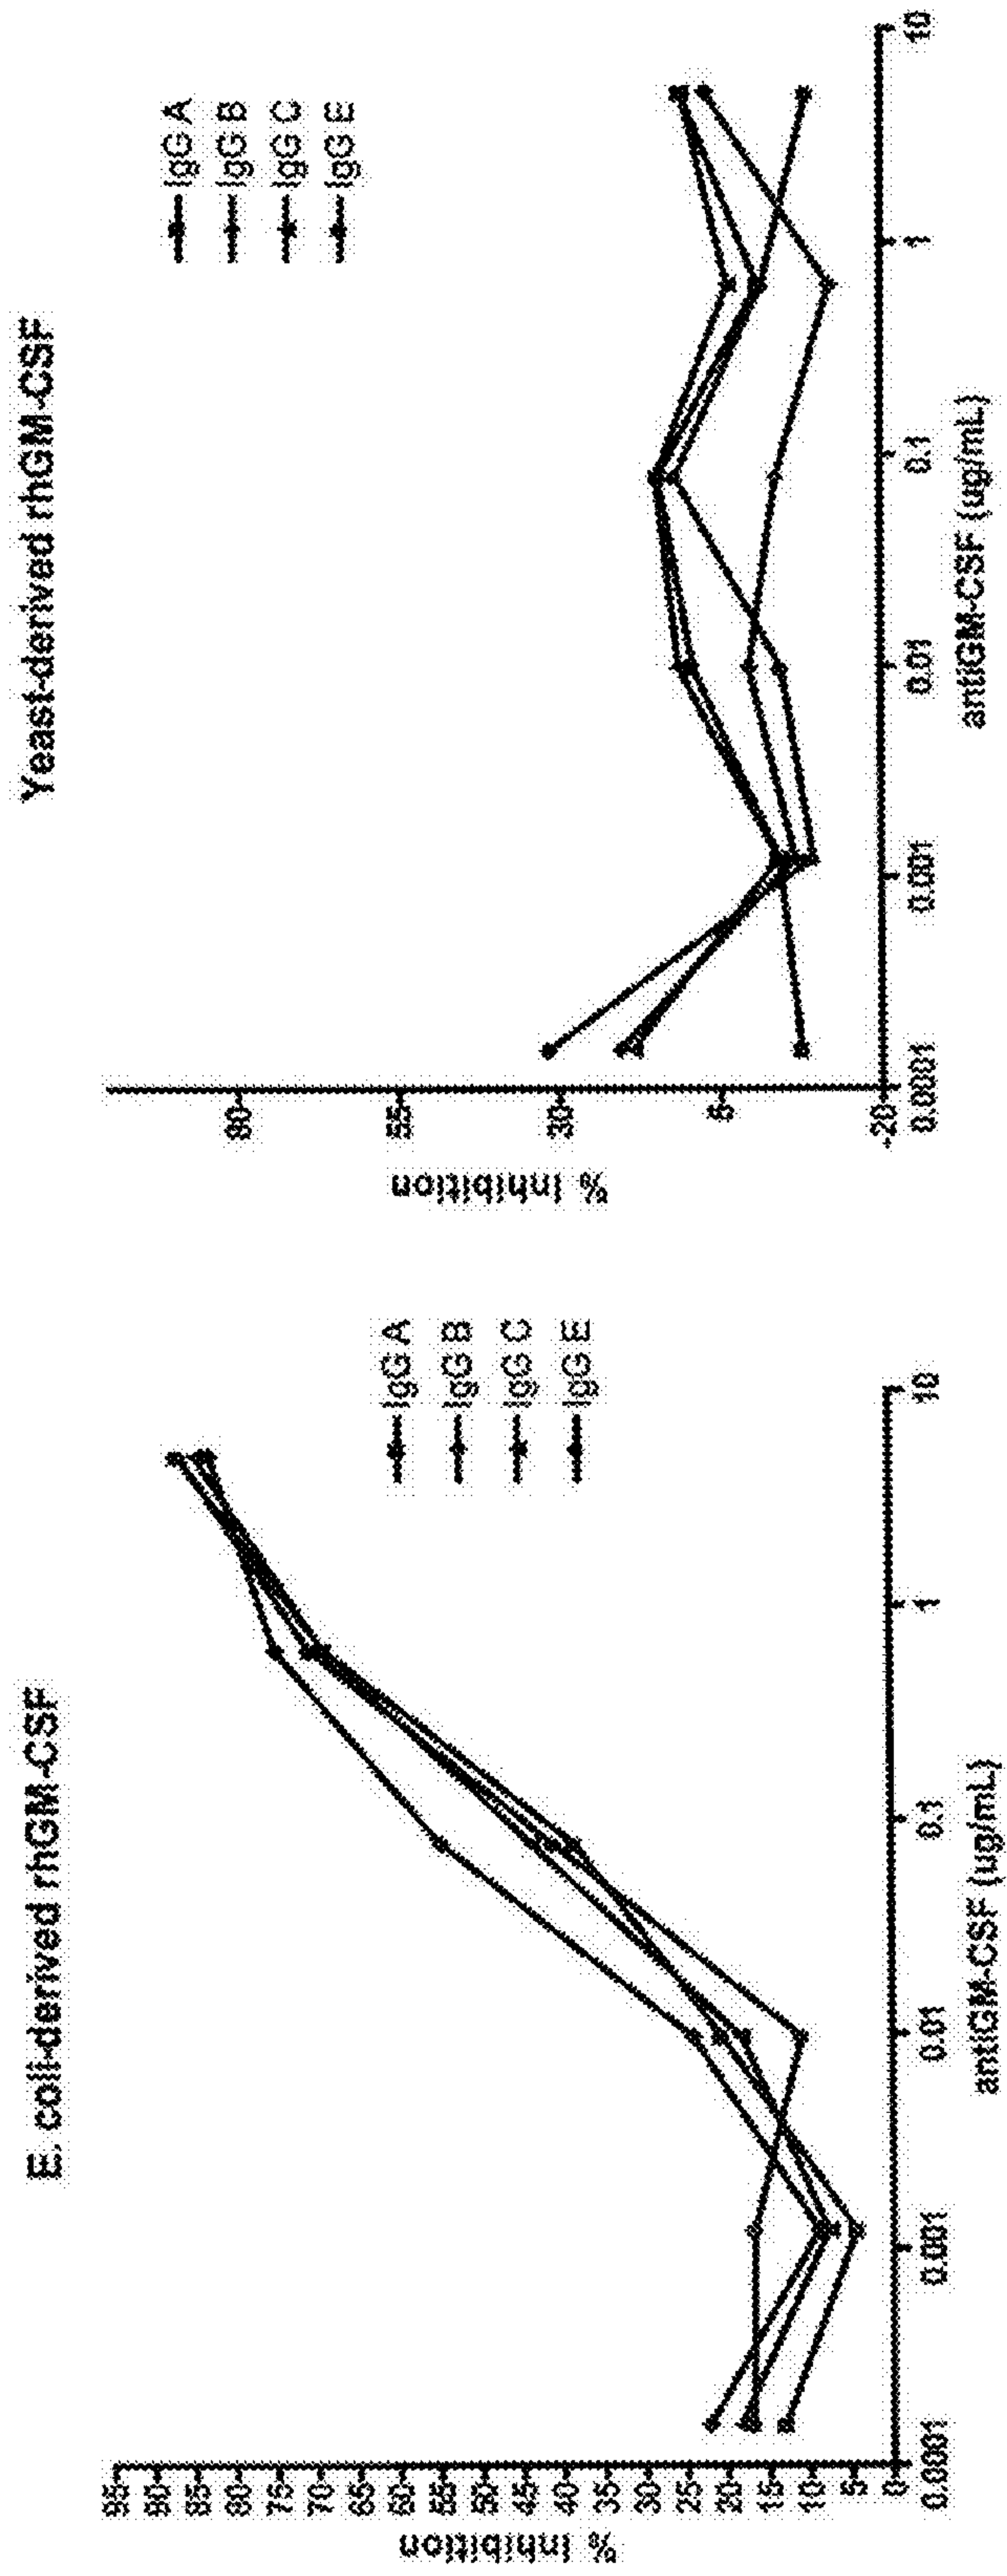 E. coli-derived rhGM-CSF
% Inhibition
95
90
85
80
75
70
65
60
55
50
45
40
35
30
25
20
15
10
5
0
0.0001
0.001
0.01
0.1
1
10
antiGM-CSF (ug/mL)
IgG A
IgG B
IgG C
IgG E
Yeast-derived rhGM-CSF
% Inhibition
80
55
30
-20
0.0001
0.001
0.01
0.1
1
10
antiGM-CSF (ug/mL)
IgG A
IgG B
IgG C
IgG E